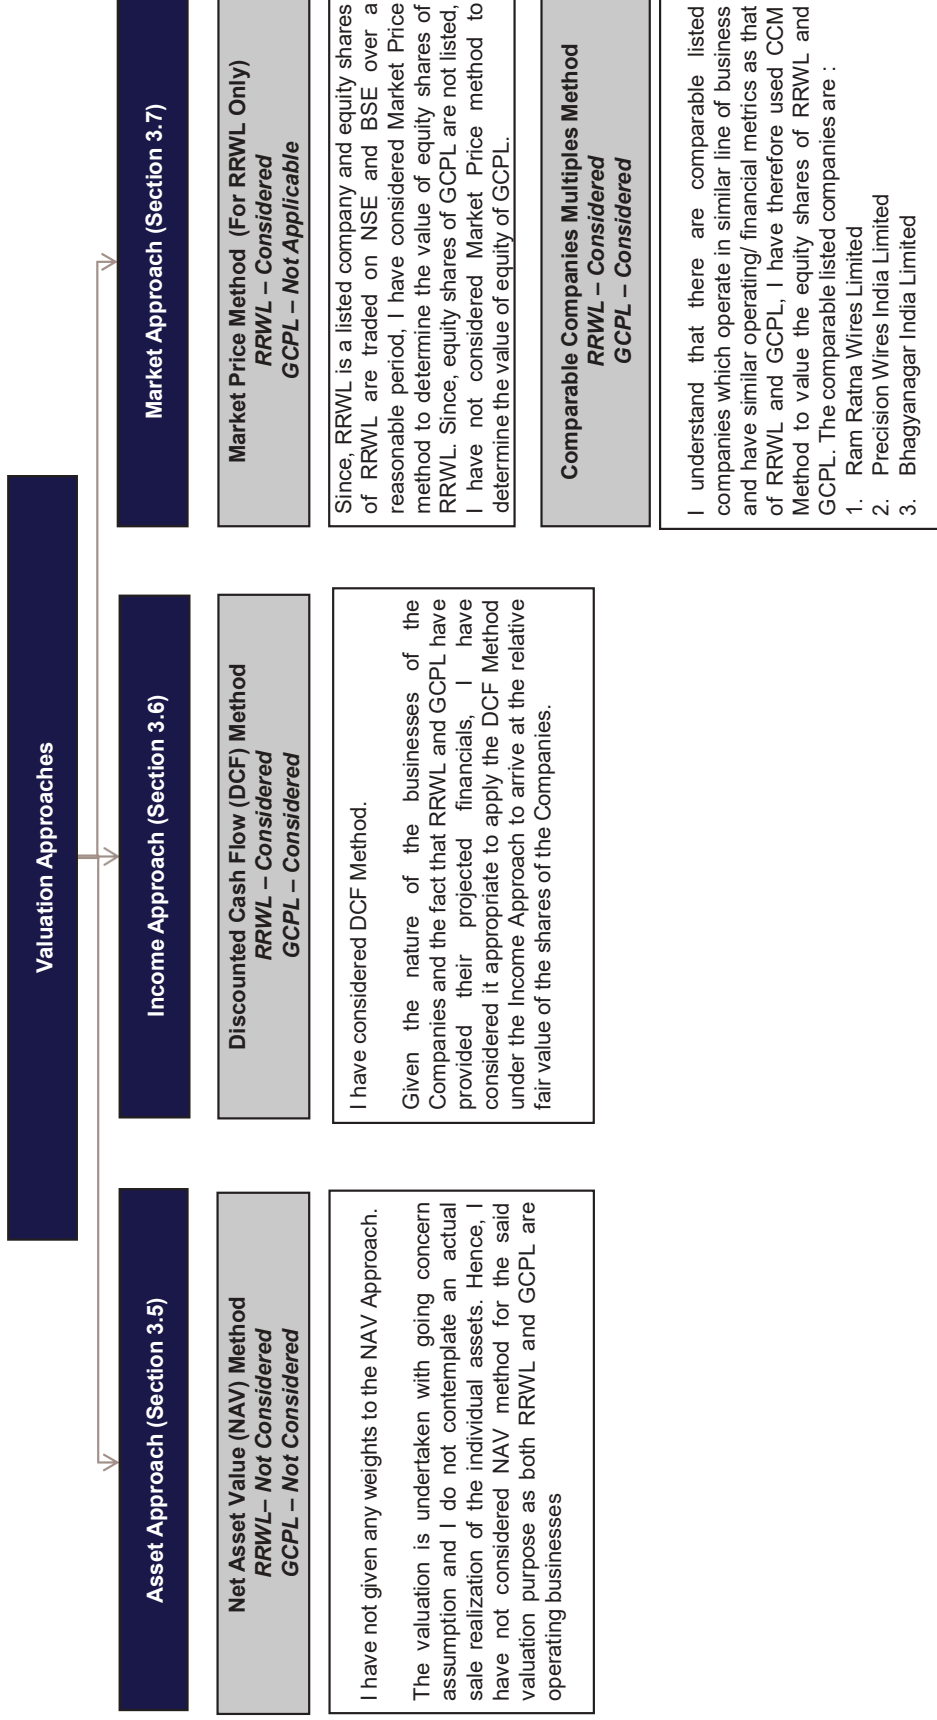 Valuation Approaches
Asset Approach (Section 3.5)
Net Asset Value (NAV) Method
RRWL– Not Considered
GCPL – Not Considered
I have not given any weights to the NAV Approach.
The valuation is undertaken with going concern
assumption and I do not contemplate an actual
sale realization of the individual assets. Hence, I
have not considered NAV method for the said
valuation purpose as both RRWL and GCPL are
operating businesses
Income Approach (Section 3.6)
Discounted Cash Flow (DCF) Method
RRWL – Considered
GCPL – Considered
I have considered DCF Method.
Given the nature of the businesses of the
Companies and the fact that RRWL and GCPL have
provided their projected financials, I have
considered it appropriate to apply the DCF Method
under the Income Approach to arrive at the relative
fair value of the shares of the Companies.
Market Approach (Section 3.7)
Market Price Method (For RRWL Only)
RRWL – Considered
GCPL – Not Applicable
Since, RRWL is a listed company and equity shares
of RRWL are traded on NSE and BSE over a
reasonable period, I have considered Market Price
method to determine the value of equity shares of
RRWL. Since, equity shares of GCPL are not listed,
I have not considered Market Price method to
determine the value of equity of GCPL.
Comparable Companies Multiples Method
RRWL – Considered
GCPL – Considered
I understand that there are comparable listed
companies which operate in similar line of business
and have similar operating/ financial metrics as that
of RRWL and GCPL, I have therefore used CCM
Method to value the equity shares of RRWL and
GCPL. The comparable listed companies are :
1. Ram Ratna Wires Limited
2. Precision Wires India Limited
3. Bhagyanagar India Limited